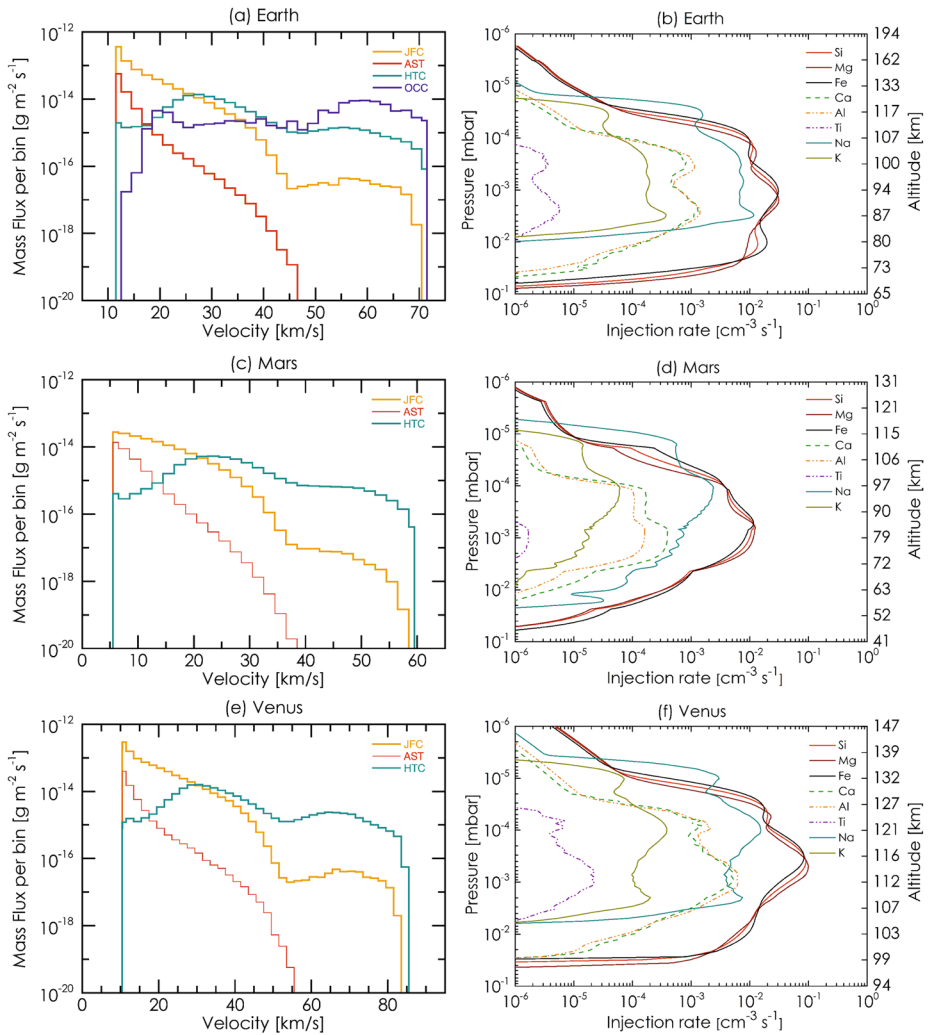 (a) Earth
Mass Flux per bin [g m⁻² s⁻¹]
10⁻¹²
10⁻¹⁴
10⁻¹⁶
10⁻¹⁸
10⁻²⁰
JFC
AST
HTC
OCC
0 10 20 30 40 50 60 70
Velocity [km/s]
(b) Earth
Pressure [mbar]
10⁻⁶
10⁻⁵
10⁻⁴
10⁻³
10⁻²
10⁻¹
Si
Mg
Fe
Ca
Al
Ti
Na
K
194
162
133
117
107
100
94
87
80
73
65
Altitude [km]
10⁻⁶ 10⁻⁵ 10⁻⁴ 10⁻³ 10⁻² 10⁻¹ 10⁰
Injection rate [cm⁻³ s⁻¹]
(c) Mars
Mass Flux per bin [g m⁻² s⁻¹]
10⁻¹²
10⁻¹⁴
10⁻¹⁶
10⁻¹⁸
10⁻²⁰
JFC
AST
HTC
0 10 20 30 40 50 60
Velocity [km/s]
(d) Mars
Pressure [mbar]
10⁻⁶
10⁻⁵
10⁻⁴
10⁻³
10⁻²
10⁻¹
Si
Mg
Fe
Ca
Al
Ti
Na
K
131
121
115
106
97
90
84
79
72
63
52
41
Altitude [km]
10⁻⁶ 10⁻⁵ 10⁻⁴ 10⁻³ 10⁻² 10⁻¹ 10⁰
Injection rate [cm⁻³ s⁻¹]
(e) Venus
Mass Flux per bin [g m⁻² s⁻¹]
10⁻¹²
10⁻¹⁴
10⁻¹⁶
10⁻¹⁸
10⁻²⁰
JFC
AST
HTC
0 20 40 60 80
Velocity [km/s]
(f) Venus
Pressure [mbar]
10⁻⁶
10⁻⁵
10⁻⁴
10⁻³
10⁻²
10⁻¹
Si
Mg
Fe
Ca
Al
Ti
Na
K
147
139
132
127
121
116
112
107
103
99
94
Altitude [km]
10⁻⁶ 10⁻⁵ 10⁻⁴ 10⁻³ 10⁻² 10⁻¹ 10⁰
Injection rate [cm⁻³ s⁻¹]